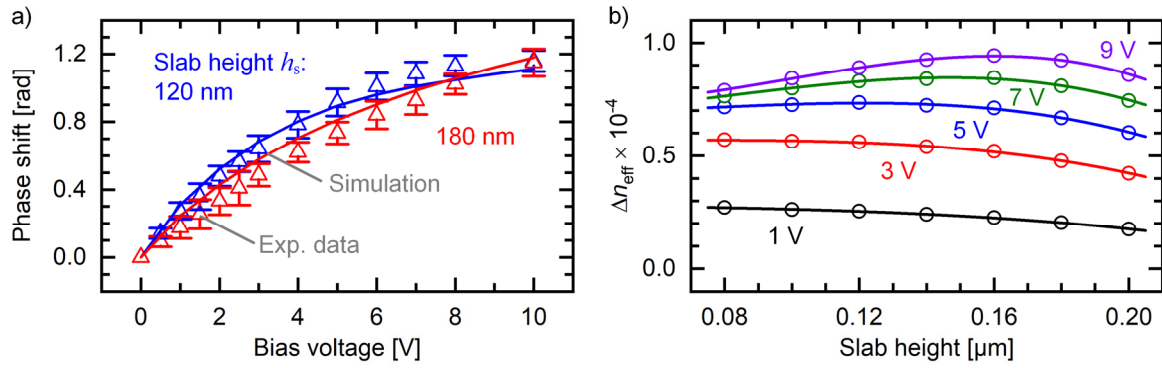 a)
Phase shift [rad]
1.2
0.8
0.4
0.0
Slab height hₛ:
120 nm
180 nm
Simulation
Exp. data
0 2 4 6 8 10
Bias voltage [V]
b)
Δn_eff × 10⁻⁴
1.0
0.5
0.0
9 V
7 V
5 V
3 V
1 V
0.08 0.12 0.16 0.20
Slab height [µm]